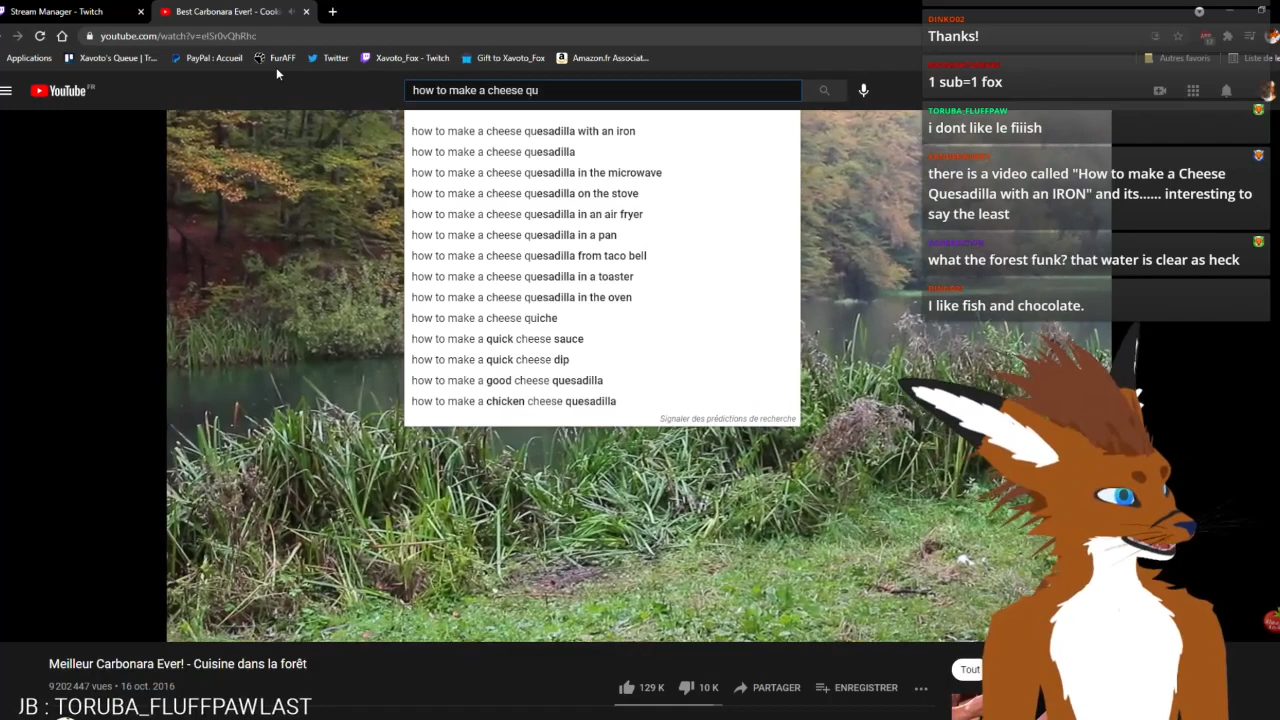 Stream Manager - Twitch
Best Carbonara Ever! - Cooki
youtube.com/watch?v=elSr0vQhRhc
Applications
Xavoto's Queue | Tr...
PayPal : Accueil
FurAFF
Twitter
Xavoto_Fox - Twitch
Gift to Xavoto_Fox
Amazon.fr Associat...
Autres favoris
Liste de le
YouTube FR
how to make a cheese qu
how to make a cheese quesadilla with an iron
how to make a cheese quesadilla
how to make a cheese quesadilla in the microwave
how to make a cheese quesadilla on the stove
how to make a cheese quesadilla in an air fryer
how to make a cheese quesadilla in a pan
how to make a cheese quesadilla from taco bell
how to make a cheese quesadilla in a toaster
how to make a cheese quesadilla in the oven
how to make a cheese quiche
how to make a quick cheese sauce
how to make a quick cheese dip
how to make a good cheese quesadilla
how to make a chicken cheese quesadilla
Signaler des prédictions de recherche
DINKO02
Thanks!
1 sub=1 fox
TORUBA_FLUFFPAW
i dont like le fiiish
there is a video called "How to make a Cheese
Quesadilla with an IRON" and its...... interesting to
say the least
what the forest funk? that water is clear as heck
I like fish and chocolate.
Meilleur Carbonara Ever! - Cuisine dans la forêt
9 202 447 vues • 16 oct. 2016
129 K
10 K
PARTAGER
ENREGISTRER
Tout
JB : TORUBA_FLUFFPAWLAST